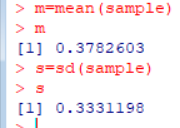 > m=mean(sample)
> m
[1] 0.3782603
> s=sd(sample)
> s
[1] 0.3331198
>